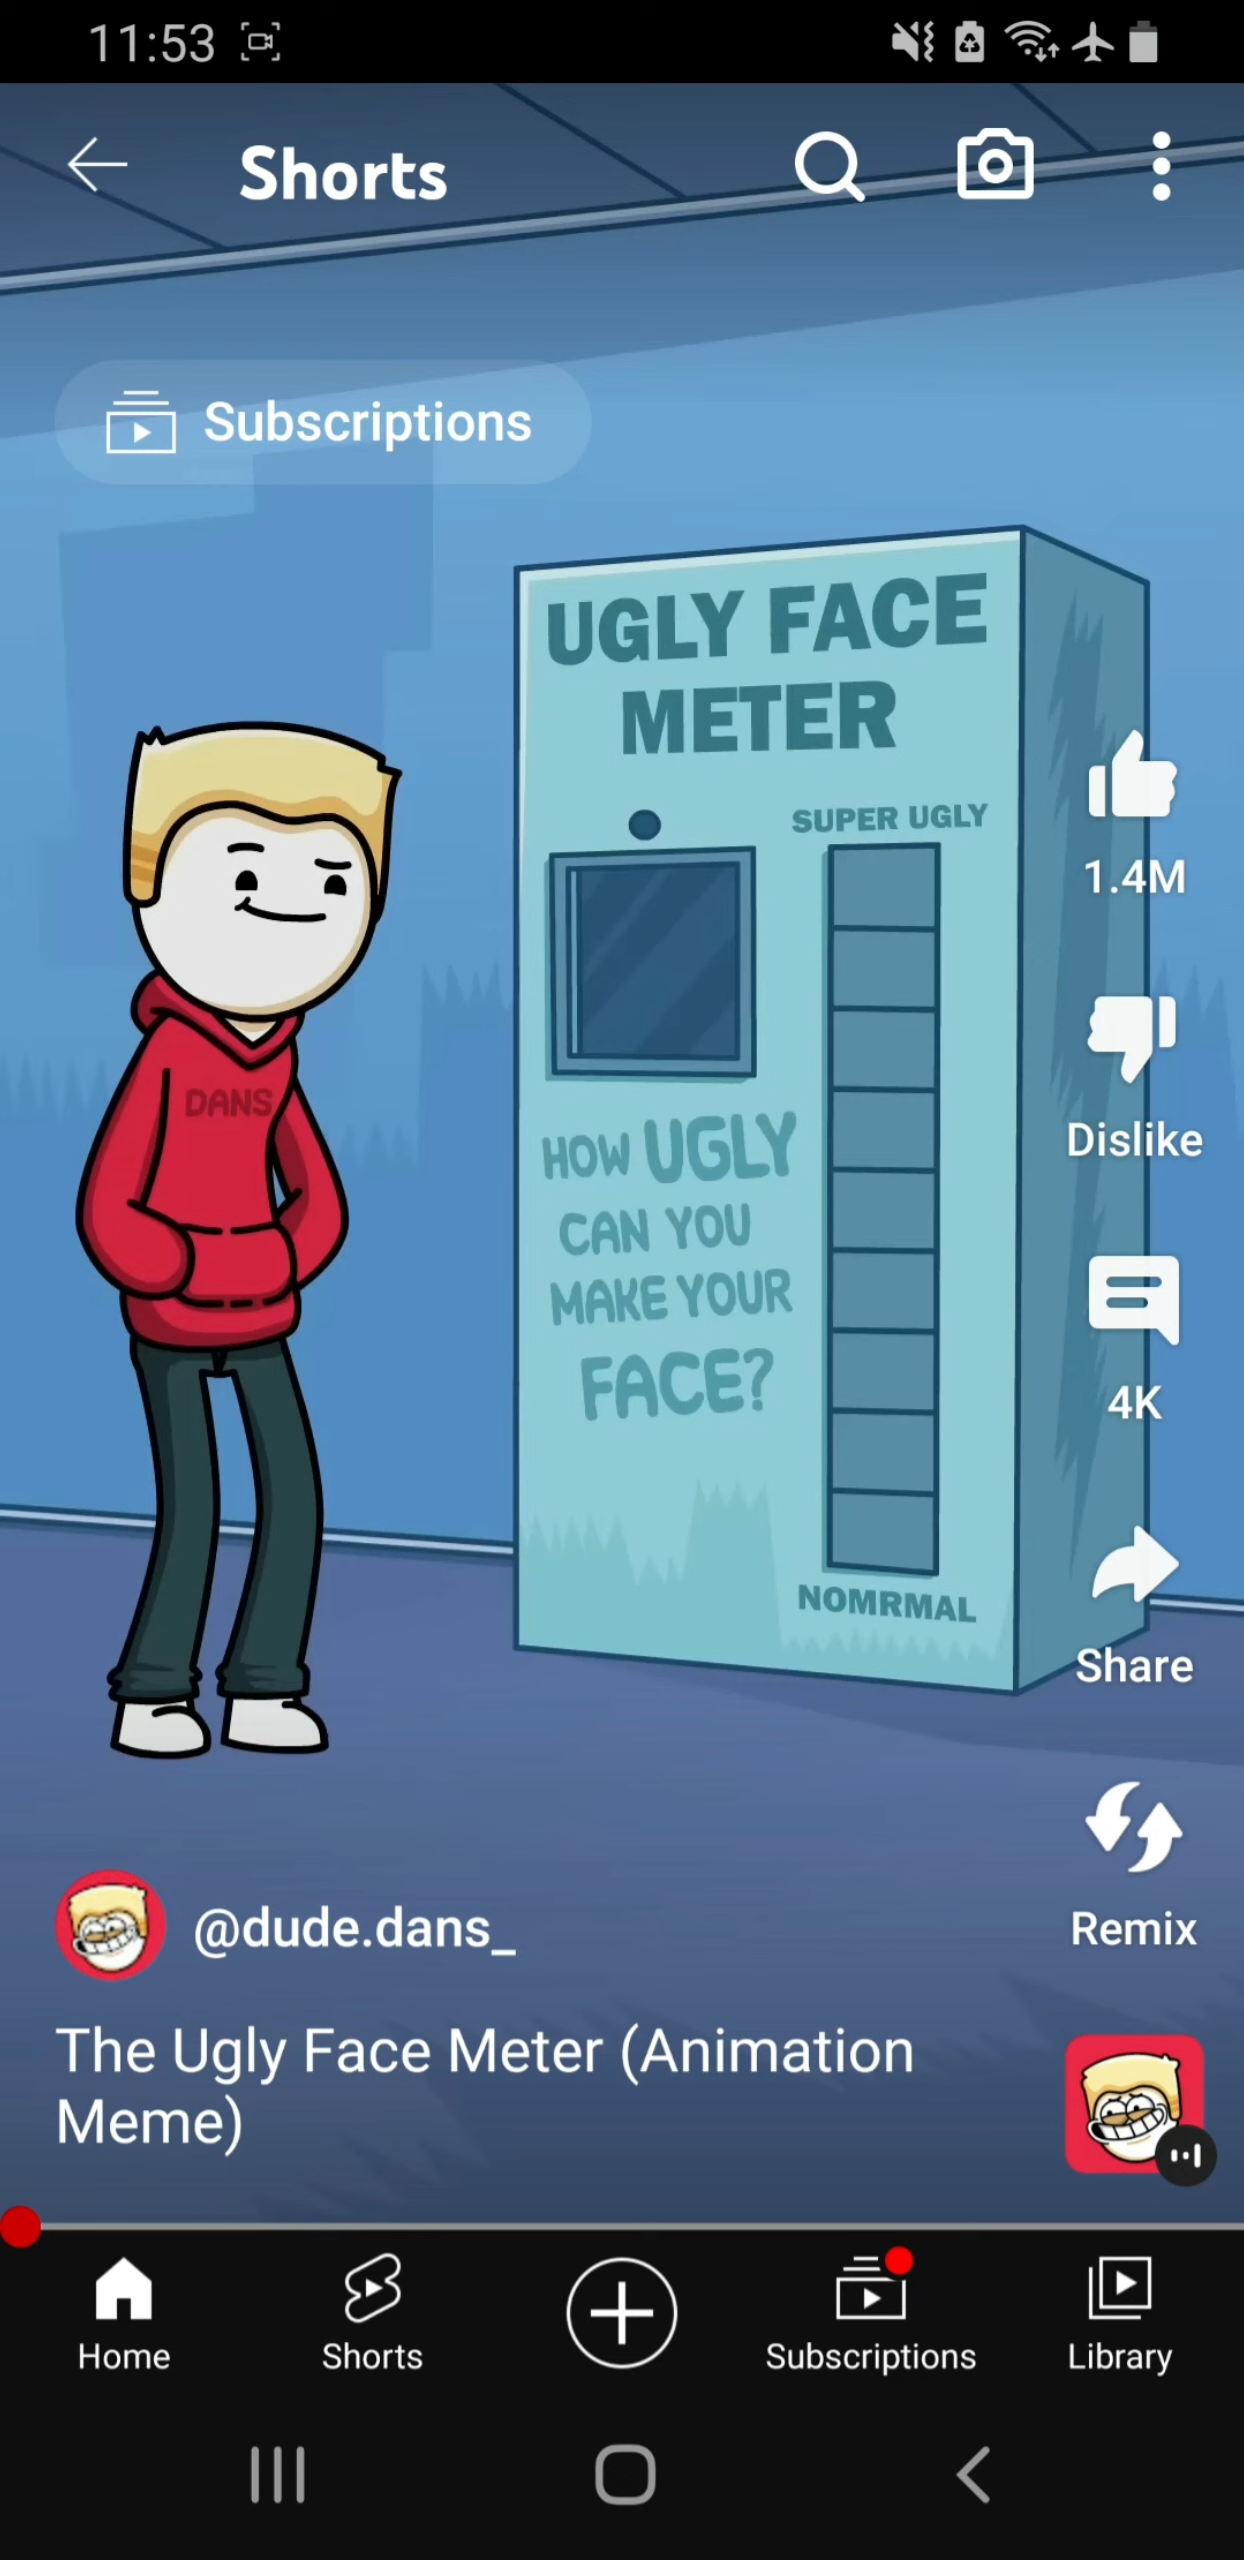 11:53
Shorts
Subscriptions
UGLY FACE
METER
SUPER UGLY
1.4M
DANS
HOW UGLY
CAN YOU
MAKE YOUR
FACE?
Dislike
4K
NOMRMAL
Share
Remix
@dude.dans_
The Ugly Face Meter (Animation
Meme)
Home
Shorts
Subscriptions
Library